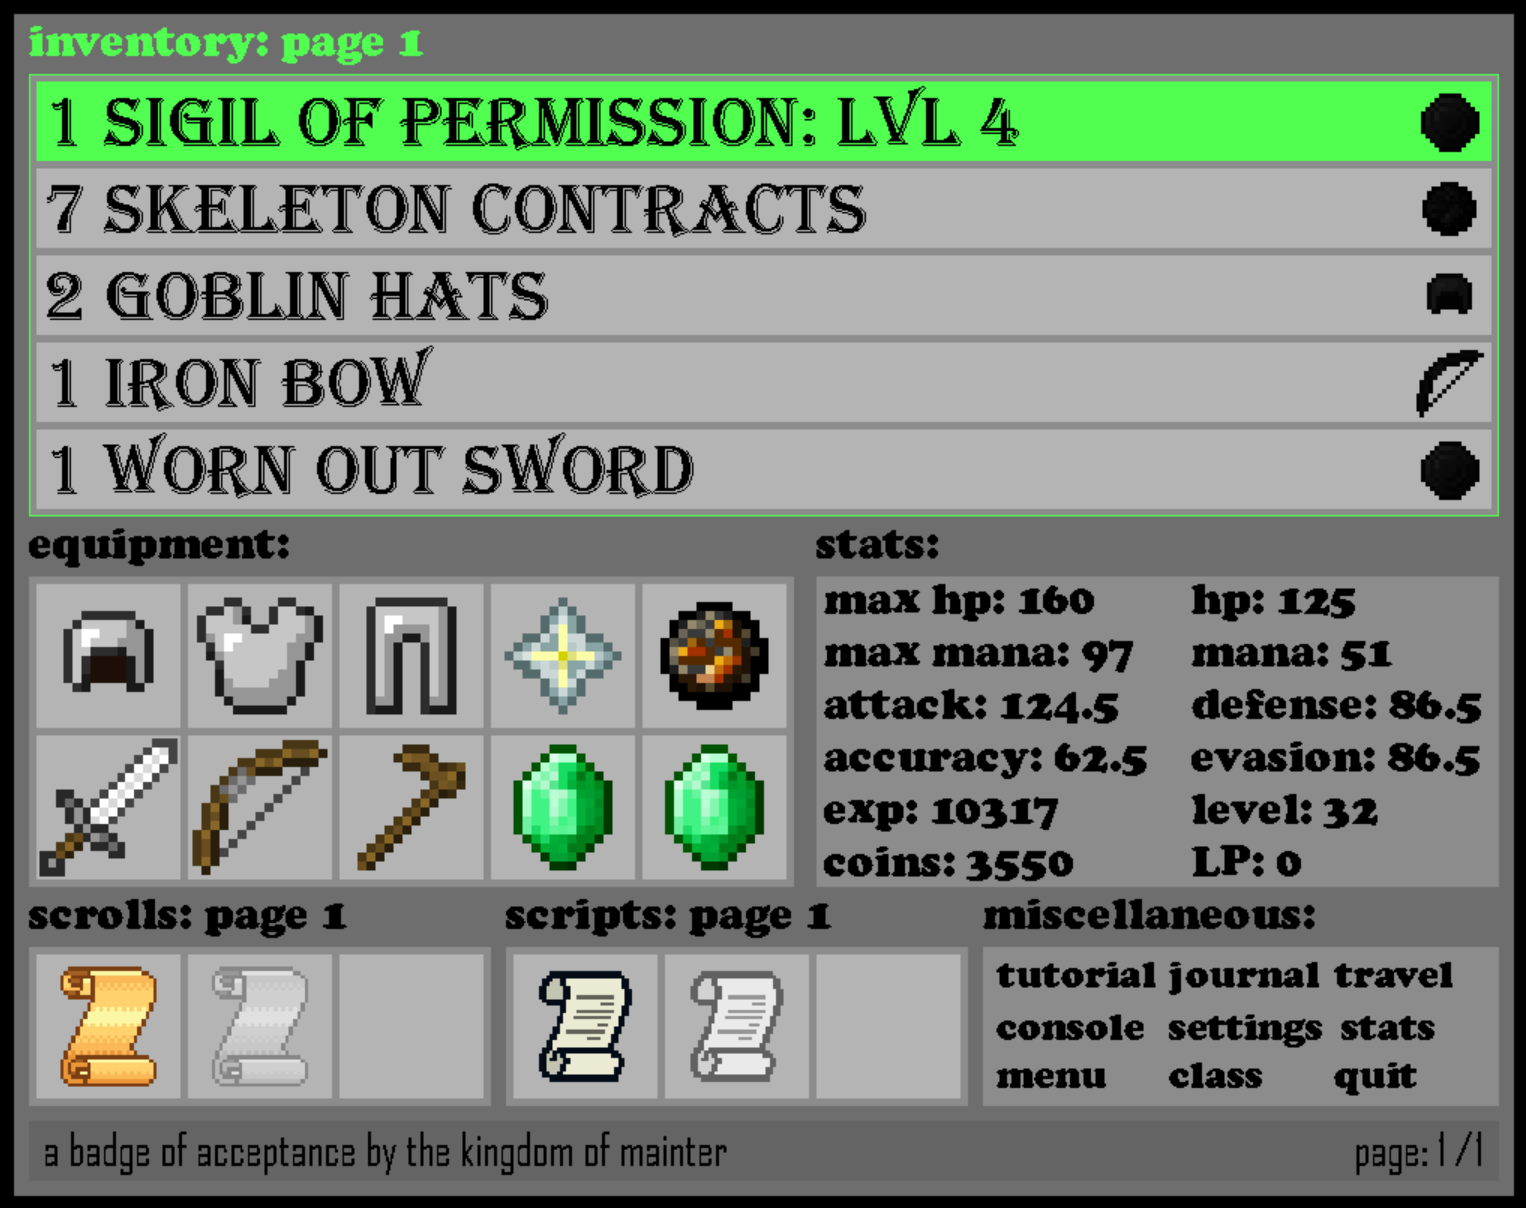 inventory: page 1
1 SIGIL OF PERMISSION: LVL 4
7 SKELETON CONTRACTS
2 GOBLIN HATS
1 IRON BOW
1 WORN OUT SWORD
equipment:
stats:
max hp: 160 hp: 125
max mana: 97 mana: 51
attack: 124.5 defense: 86.5
accuracy: 62.5 evasion: 86.5
exp: 10317 level: 32
coins: 3550 LP: 0
scrolls: page 1
scripts: page 1
miscellaneous:
tutorial journal travel
console settings stats
menu class quit
a badge of acceptance by the kingdom of mainter page: 1/1